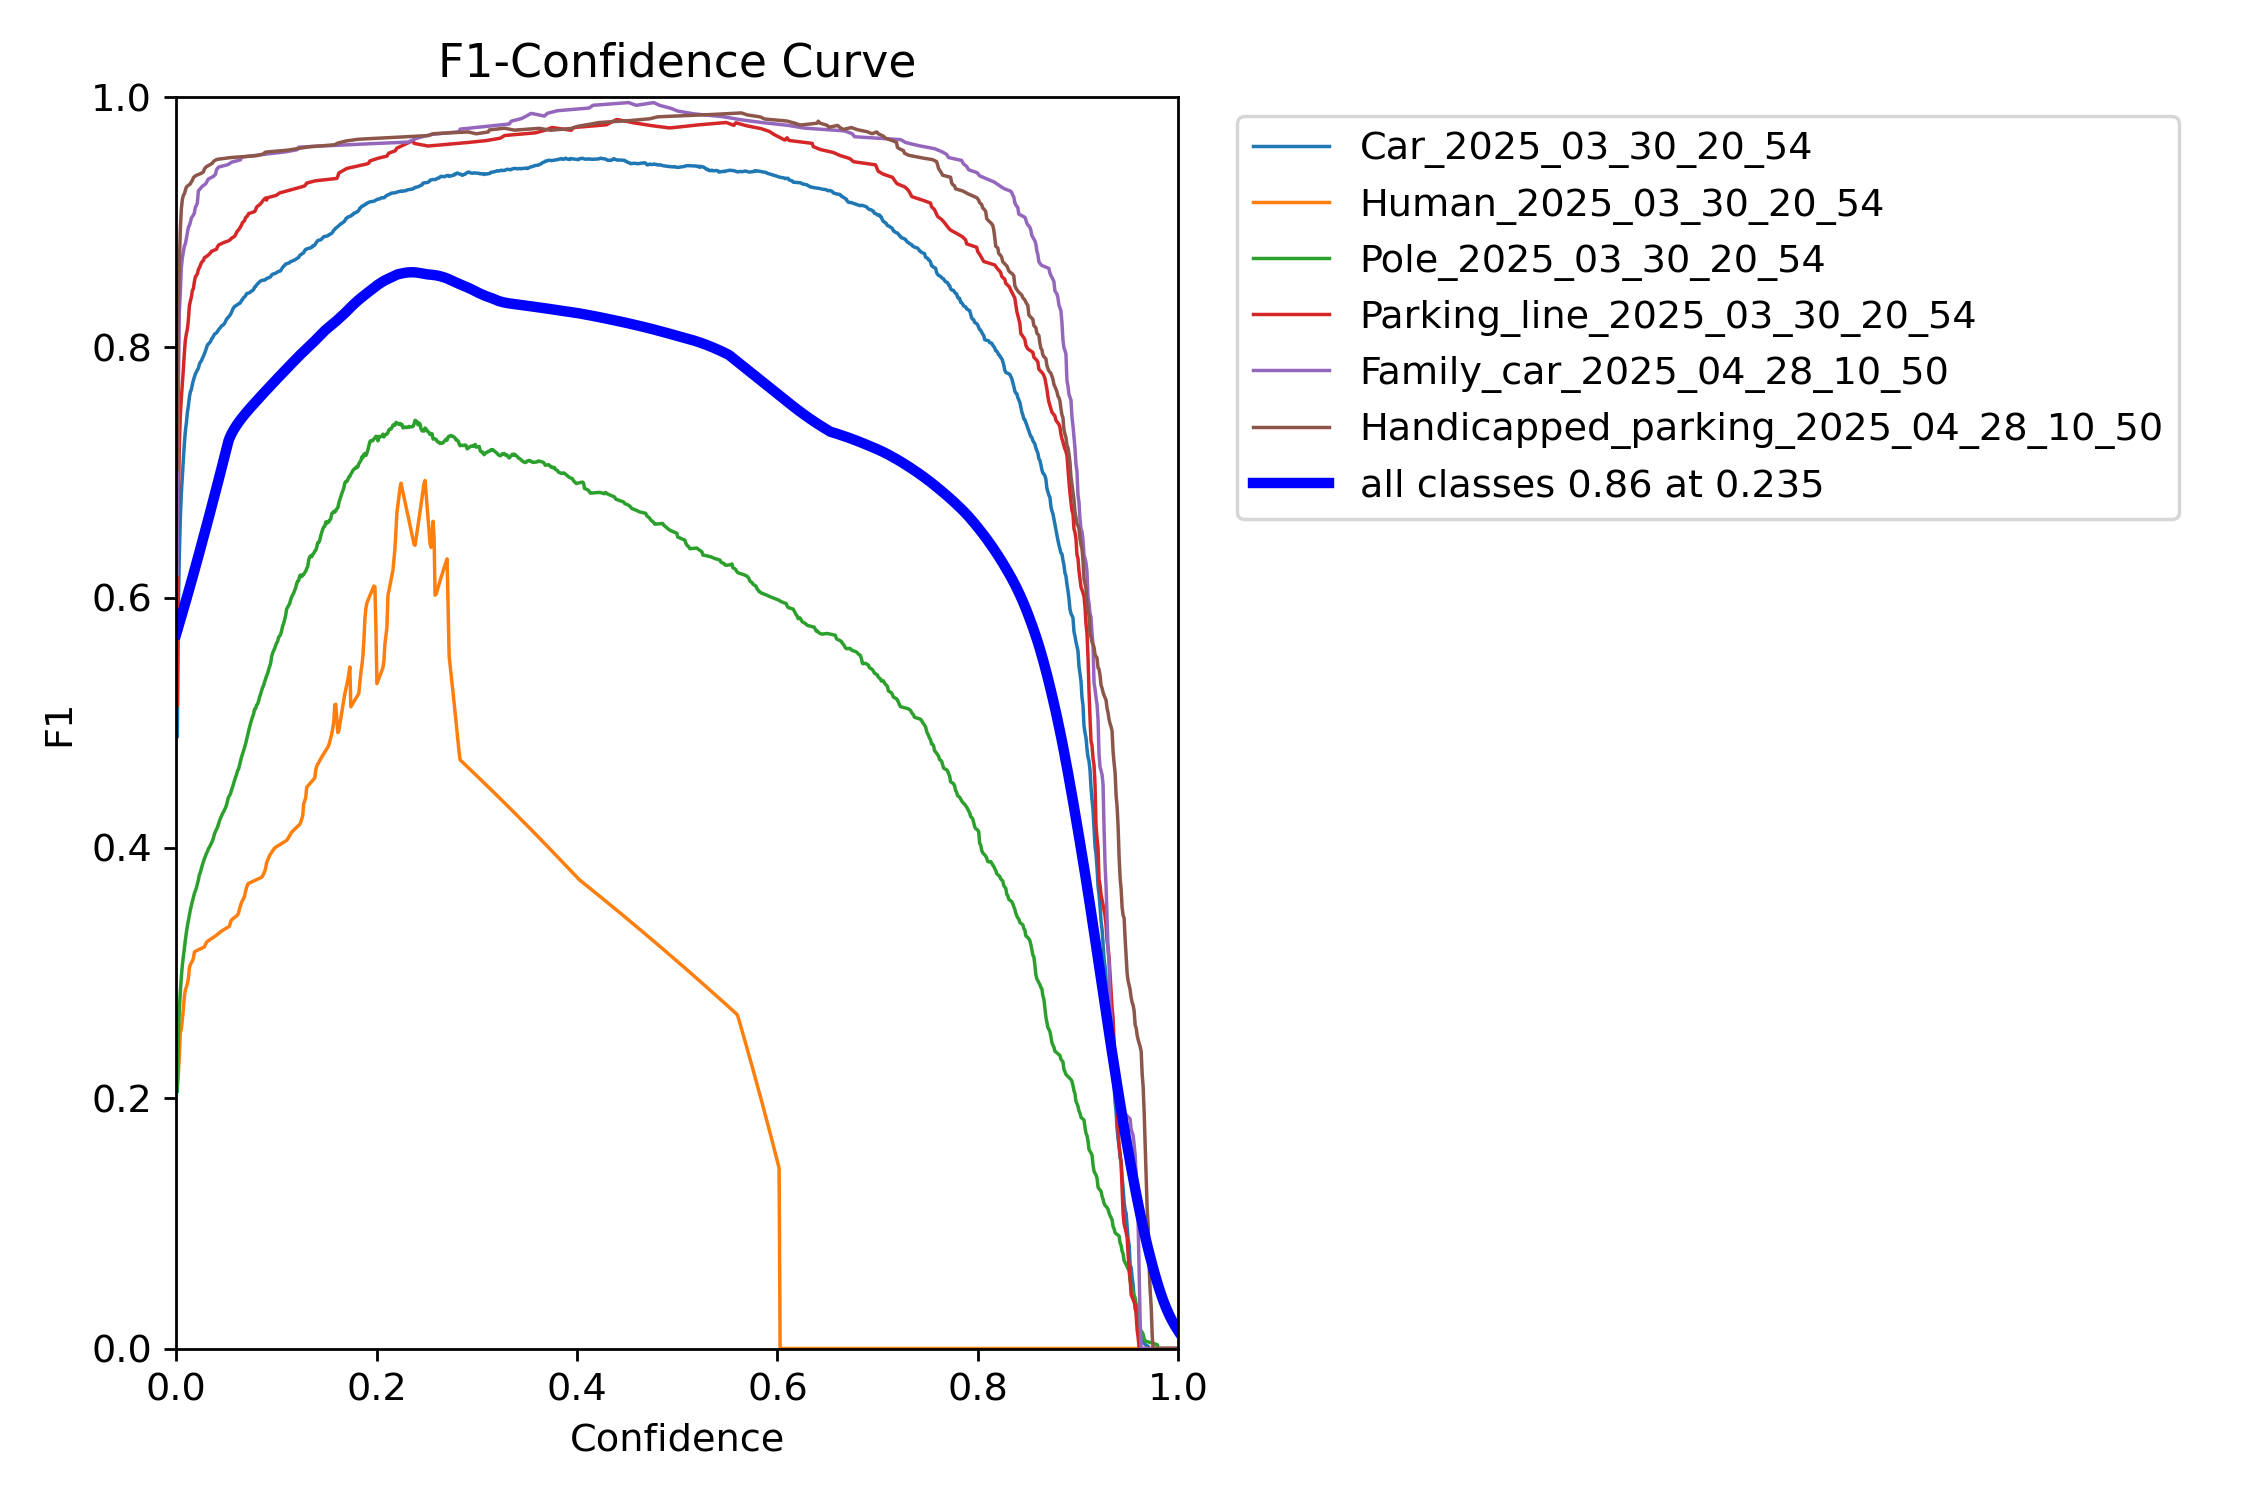 F1-Confidence Curve
1.0
0.8
0.6
0.4
0.2
0.0
F1
0.0 0.2 0.4 0.6 0.8 1.0
Confidence
Car_2025_03_30_20_54
Human_2025_03_30_20_54
Pole_2025_03_30_20_54
Parking_line_2025_03_30_20_54
Family_car_2025_04_28_10_50
Handicapped_parking_2025_04_28_10_50
all classes 0.86 at 0.235